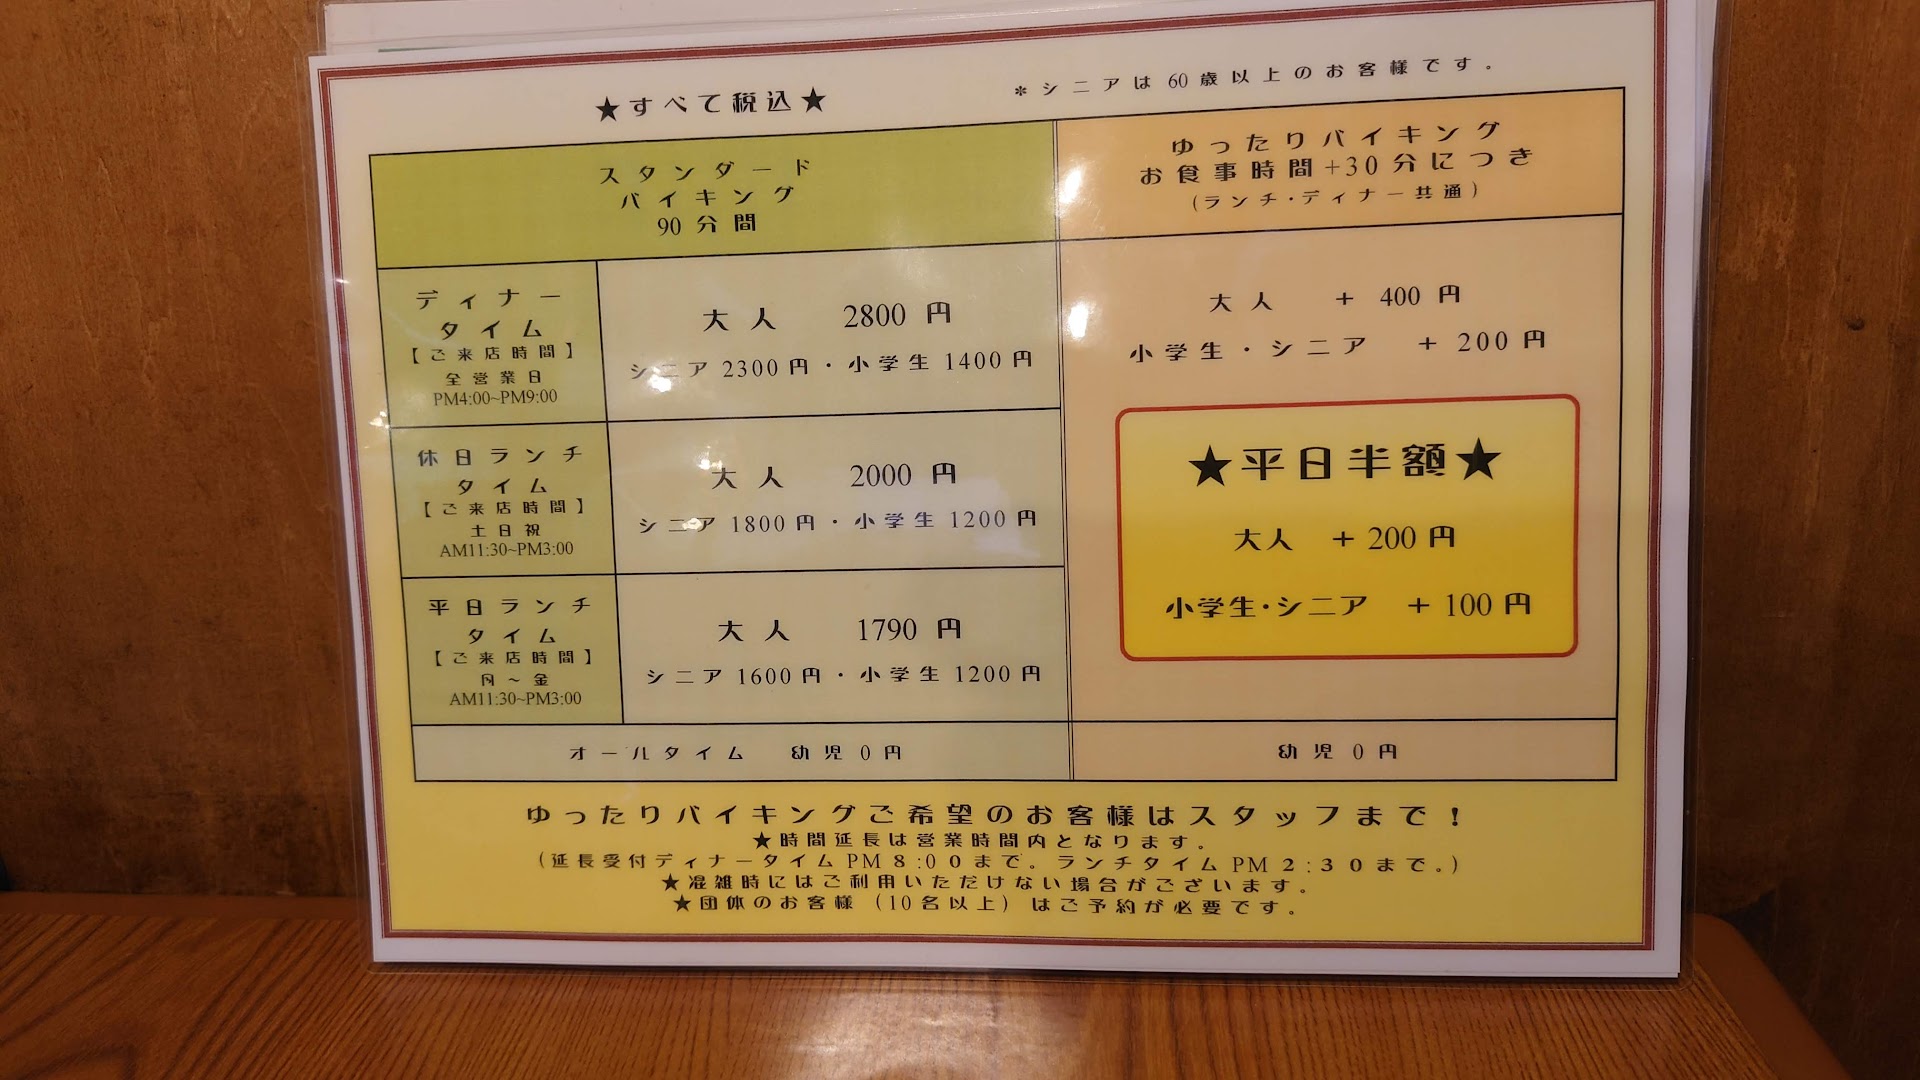 ★すべて税込★
＊シニアは60歳以上のお客様です。
スタンダード
バイキング
90分間
ゆったりバイキング
お食事時間+30分につき
(ランチ・ディナー共通)
ディナー
タイム
【ご来店時間】
全営業日
PM4:00~PM9:00
大人 2800円
シニア2300円・小学生1400円
大人 + 400円
小学生・シニア + 200円
休日ランチ
タイム
【ご来店時間】
土日祝
AM11:30~PM3:00
大人 2000円
シニア1800円・小学生1200円
★平日半額★
大人 + 200円
小学生・シニア + 100円
平日ランチ
タイム
【ご来店時間】
月～金
AM11:30~PM3:00
大人 1790円
シニア1600円・小学生1200円
オールタイム 幼児0円
幼児0円
ゆったりバイキングご希望のお客様はスタッフまで！
★時間延長は営業時間内となります。
(延長受付ディナータイムPM８:００まで。ランチタイムPM２:３０まで。)
★混雑時にはご利用いただけない場合がございます。
★団体のお客様（10名以上）はご予約が必要です。